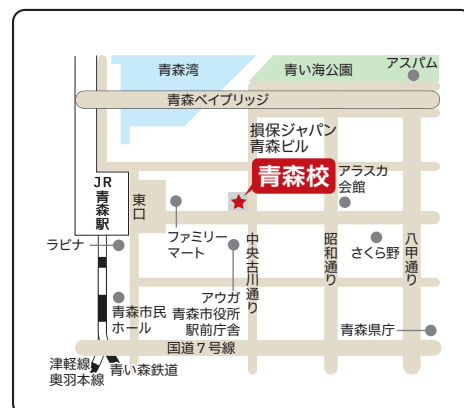 青森湾
青い海公園
アスパム
青森ベイブリッジ
損保ジャパン
青森ビル
青森校
アラスカ
会館
JR
青森駅
東口
ファミリー
マート
ラビナ
中央古川通り
昭和通り
八甲通り
さくら野
アウガ
青森市役所
駅前庁舎
青森市民
ホール
青森県庁
国道7号線
津軽線
奥羽本線
青い森鉄道